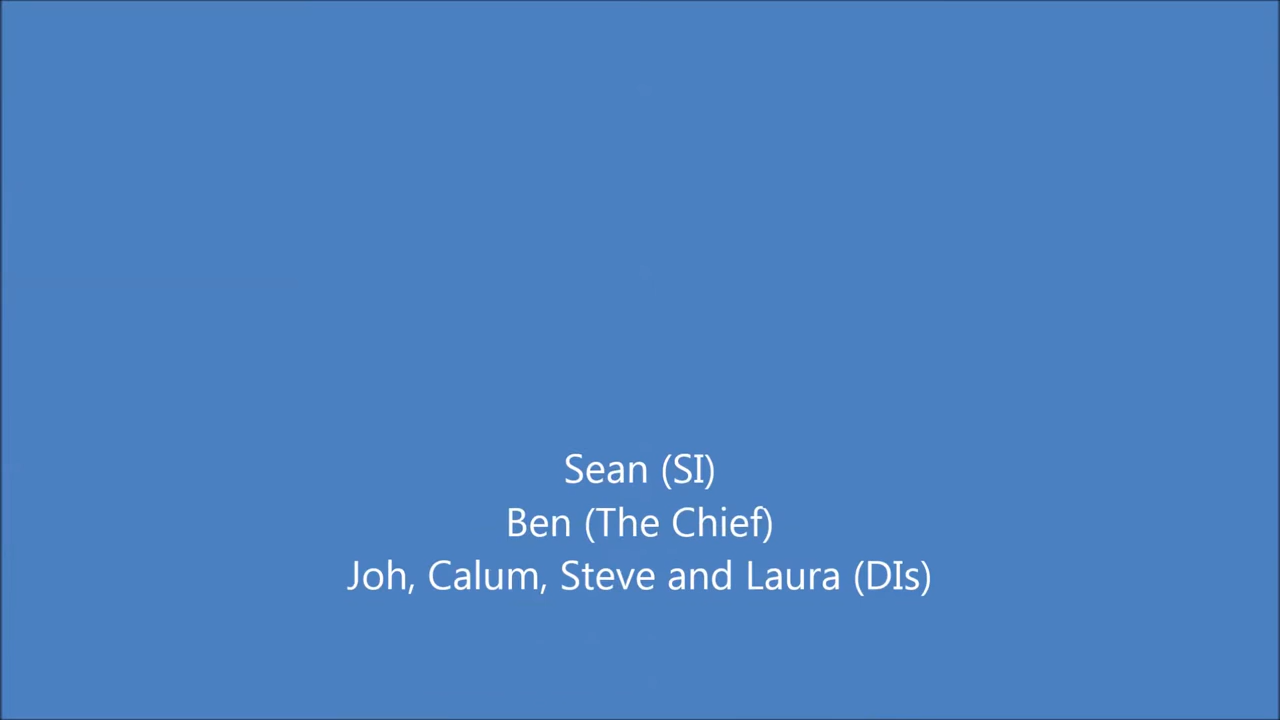 Sean (SI)
Ben (The Chief)
Joh, Calum, Steve and Laura (DIs)